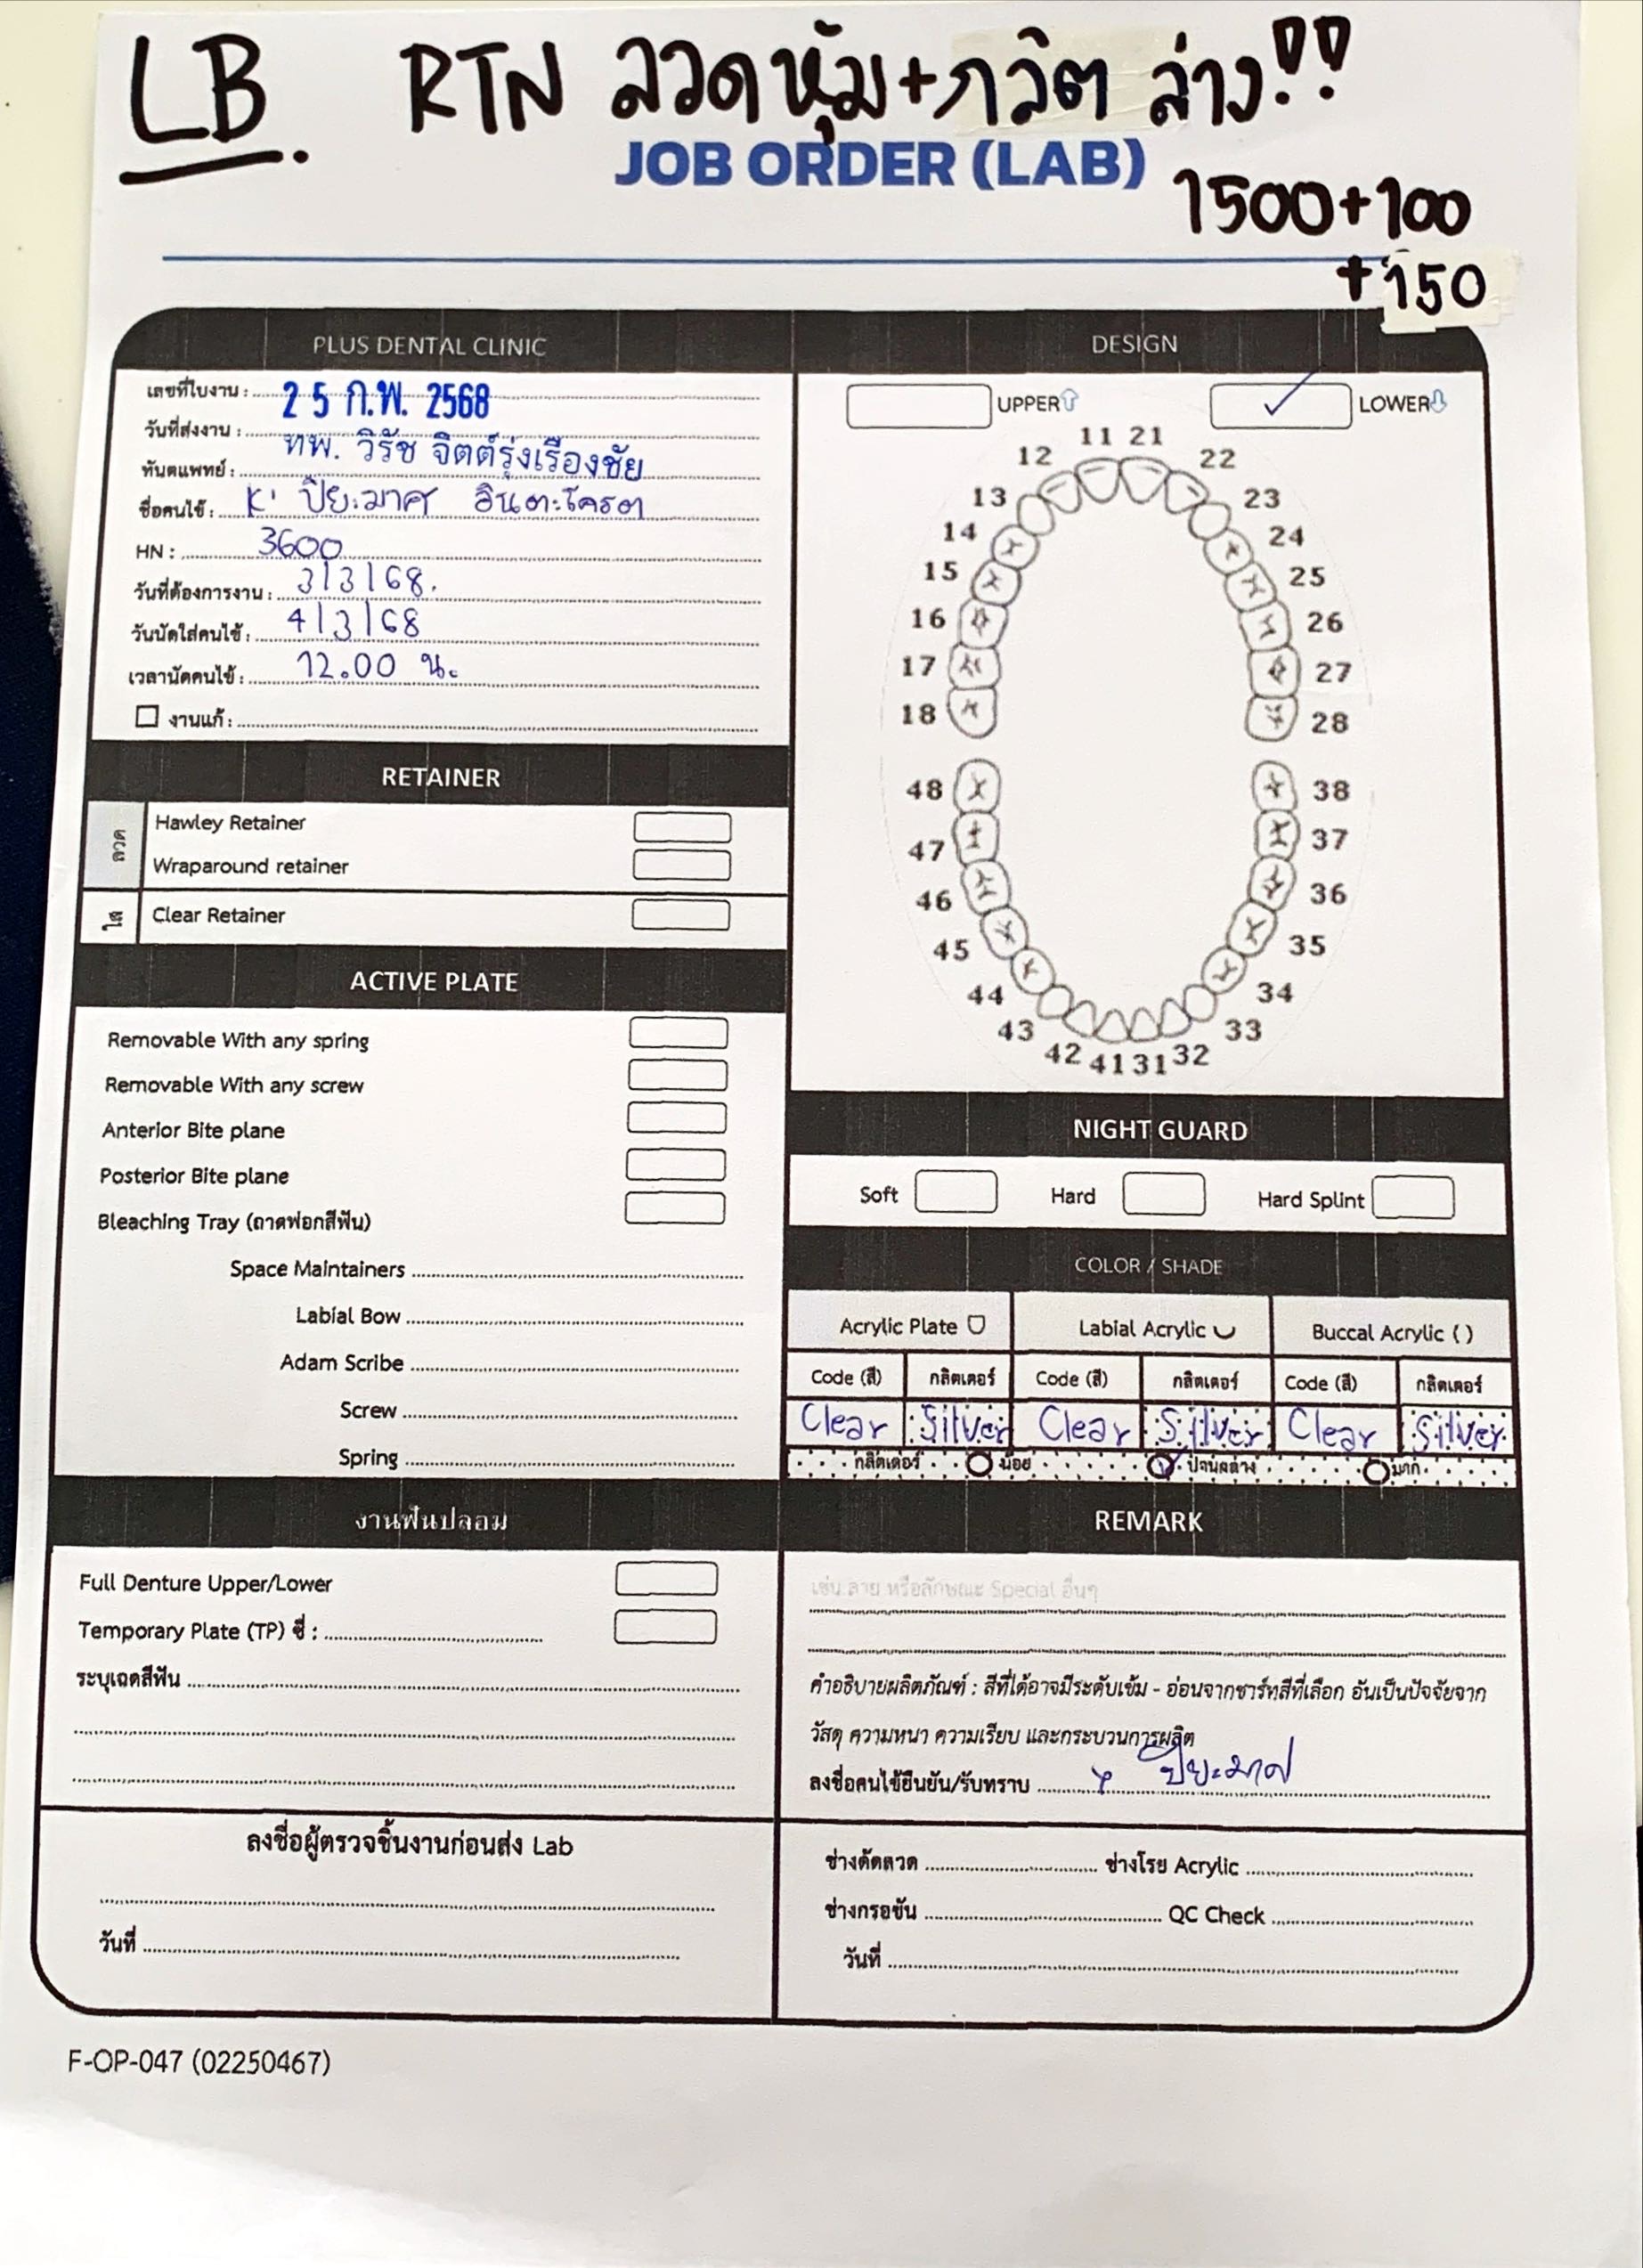 LB. RTN ลวดหุ้ม+กลิต ล่าง!!
JOB ORDER (LAB)
1500+100
+150
PLUS DENTAL CLINIC
เลขที่ใบงาน :
วันที่ส่งงาน : 25 ก.พ. 2568
ทันตแพทย์ : ทพ. วิรัช จิตต์รุ่งเรืองชัย
ชื่อคนไข้ : K' ปิยะมาศ อินตะโครต
HN : 3600
วันที่ต้องการงาน : 3/3/68.
วันนัดใส่คนไข้ : 4/3/68
เวลานัดคนไข้ : 12.00 น.
งานแก้ :
DESIGN
UPPER
LOWER
11 21
12 22
13 23
14 24
15 25
16 26
17 27
18 28
48 38
47 37
46 36
45 35
44 34
43 33
42 41 31 32
RETAINER
ลวด
Hawley Retainer
Wraparound retainer
ใส
Clear Retainer
ACTIVE PLATE
Removable With any spring
Removable With any screw
Anterior Bite plane
Posterior Bite plane
Bleaching Tray (ถาดฟอกสีฟัน)
Space Maintainers
Labial Bow
Adam Scribe
Screw
Spring
NIGHT GUARD
Soft Hard Hard Splint
COLOR / SHADE
Acrylic Plate Labial Acrylic Buccal Acrylic ( )
Code (สี) กลิตเตอร์ Code (สี) กลิตเตอร์ Code (สี) กลิตเตอร์
Clear Silver Clear Silver Clear Silver
กลิตเตอร์ น้อย ปานกลาง มาก
งานฟันปลอม
Full Denture Upper/Lower
Temporary Plate (TP) ซี่ :
ระบุเฉดสีฟัน
REMARK
เช่น ลาย หรือลักษณะ Special อื่นๆ
คำอธิบายผลิตภัณฑ์ : สีที่ได้อาจมีระดับเข้ม - อ่อนจากชาร์ทสีที่เลือก อันเป็นปัจจัยจาก
วัสดุ ความหนา ความเรียบ และกระบวนการผลิต
ลงชื่อคนไข้ยืนยัน/รับทราบ x ปิยะมาศ
ลงชื่อผู้ตรวจชิ้นงานก่อนส่ง Lab
วันที่
ช่างดัดลวด ช่างโรย Acrylic
ช่างกรอขัน QC Check
วันที่
F-OP-047 (02250467)